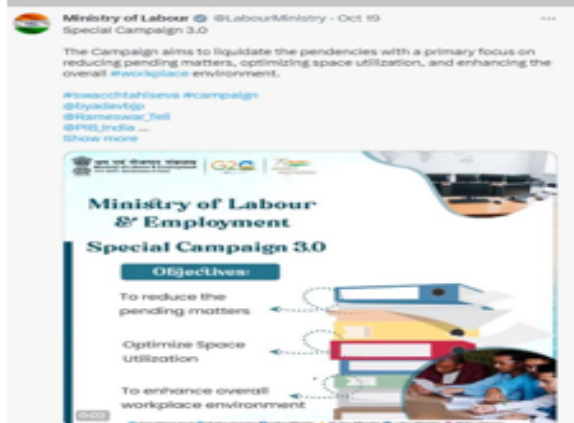 Ministry of Labour @LabourMinistry · Oct 19
Special Campaign 3.0
The Campaign aims to liquidate the pendencies with a primary focus on
reducing pending matters, optimizing space utilization, and enhancing the
overall #workplace environment.
#swacchtahiseva #campaign
@byadavbjp
@Rameswar_Teli
@PIB_India ...
Show more
G20
Ministry of Labour
& Employment
Special Campaign 3.0
Objectives:
To reduce the
pending matters
Optimize Space
Utilization
To enhance overall
workplace environment
0:02